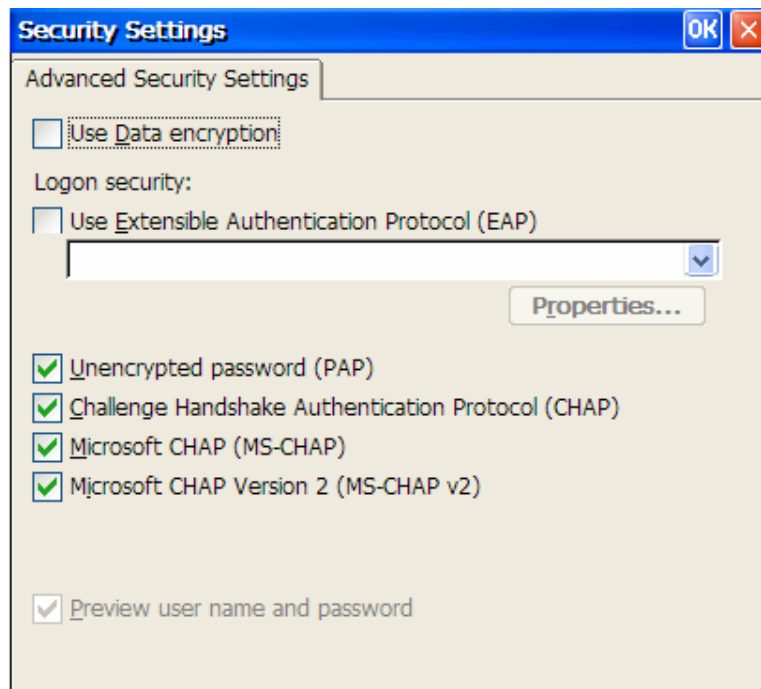 Security Settings OK
Advanced Security Settings
Use Data encryption
Logon security:
Use Extensible Authentication Protocol (EAP)
Properties...
Unencrypted password (PAP)
Challenge Handshake Authentication Protocol (CHAP)
Microsoft CHAP (MS-CHAP)
Microsoft CHAP Version 2 (MS-CHAP v2)
Preview user name and password